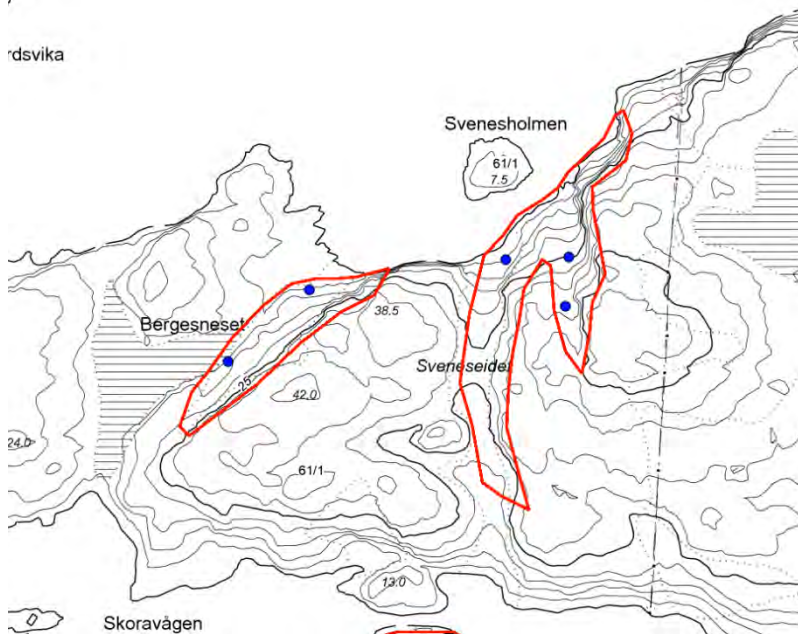 rdsvika
Svenesholmen
61/1
7.5
Bergesneset
38.5
Sveneseidet
25
42.0
24.0
61/1
13.0
Skoravågen